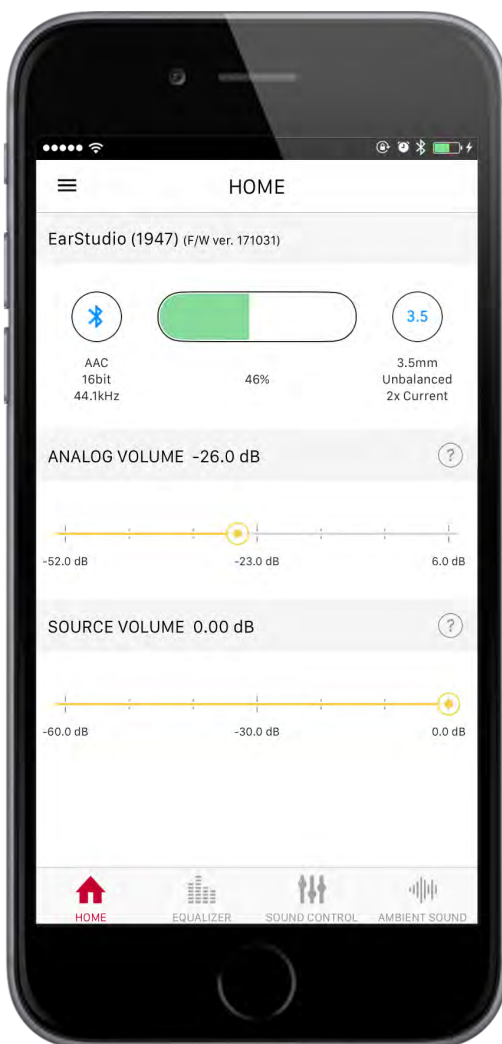 HOME
EarStudio (1947) (F/W ver. 171031)
3.5
AAC
16bit
44.1kHz
46%
3.5mm
Unbalanced
2x Current
ANALOG VOLUME -26.0 dB ?
-52.0 dB -23.0 dB 6.0 dB
SOURCE VOLUME 0.00 dB ?
-60.0 dB -30.0 dB 0.0 dB
HOME EQUALIZER SOUND CONTROL AMBIENT SOUND